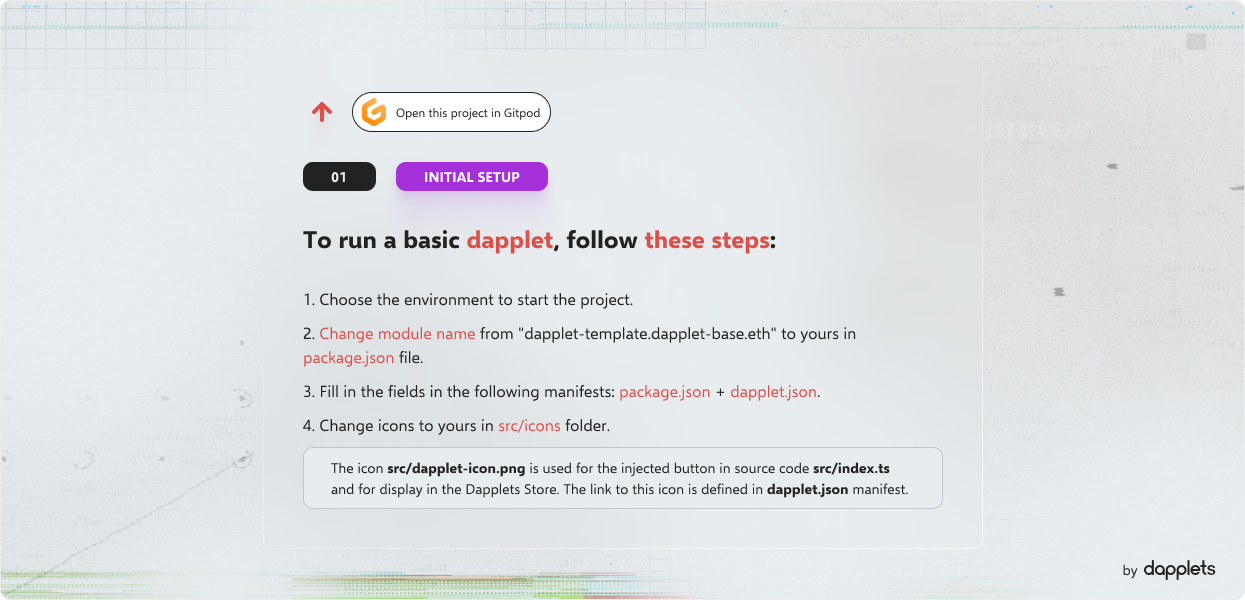 Open this project in Gitpod
01 INITIAL SETUP
To run a basic dapplet, follow these steps:
1. Choose the environment to start the project.
2. Change module name from "dapplet-template.dapplet-base.eth" to yours in
package.json file.
3. Fill in the fields in the following manifests: package.json + dapplet.json.
4. Change icons to yours in src/icons folder.
The icon src/dapplet-icon.png is used for the injected button in source code src/index.ts
and for display in the Dapplets Store. The link to this icon is defined in dapplet.json manifest.
by dapplets